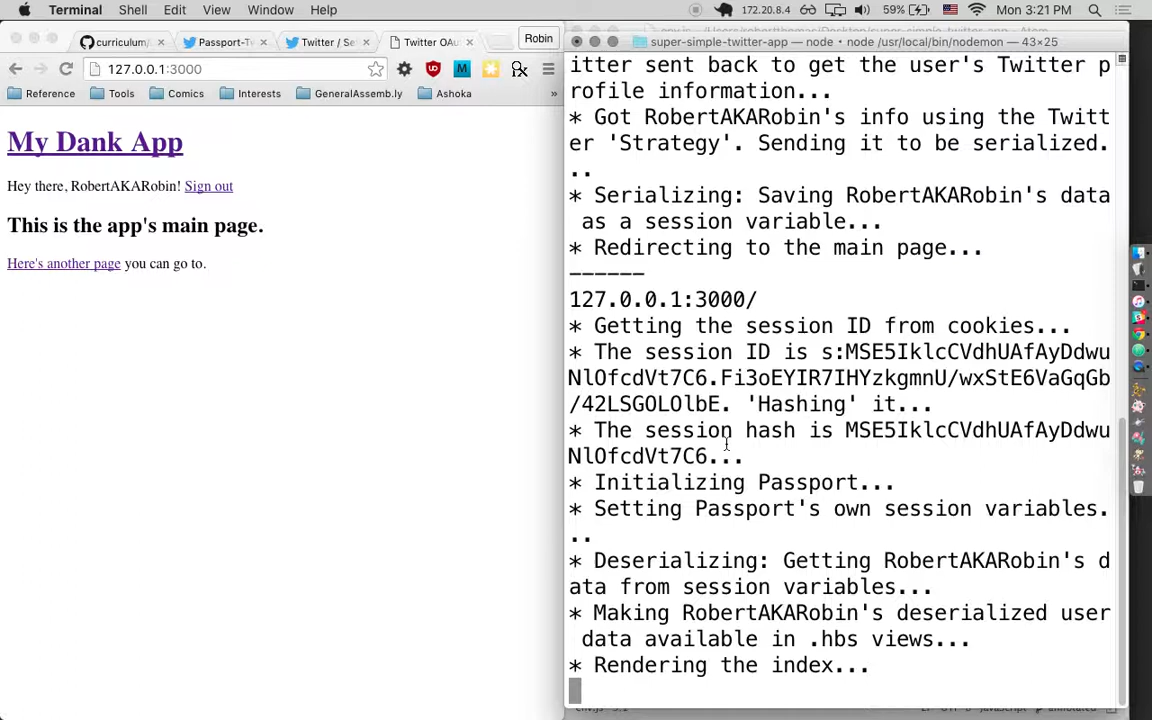 Terminal Shell Edit View Window Help 172.20.8.4 59% Mon 3:21 PM
curriculum/ Passport-Tw Twitter / Se Twitter OAu Robin
super-simple-twitter-app — node • node /usr/local/bin/nodemon — 43×25
127.0.0.1:3000
Reference Tools Comics Interests GeneralAssemb.ly Ashoka »
My Dank App
Hey there, RobertAKARobin! Sign out
This is the app's main page.
Here's another page you can go to.
itter sent back to get the user's Twitter p
rofile information...
* Got RobertAKARobin's info using the Twitt
er 'Strategy'. Sending it to be serialized.
..
* Serializing: Saving RobertAKARobin's data
as a session variable...
* Redirecting to the main page...
------
127.0.0.1:3000/
* Getting the session ID from cookies...
* The session ID is s:MSE5IklcCVdhUAfAyDdwu
NlOfcdVt7C6.Fi3oEYIR7IHYzkgmnU/wxStE6VaGqGb
/42LSGOLOlbE. 'Hashing' it...
* The session hash is MSE5IklcCVdhUAfAyDdwu
NlOfcdVt7C6...
* Initializing Passport...
* Setting Passport's own session variables.
..
* Deserializing: Getting RobertAKARobin's d
ata from session variables...
* Making RobertAKARobin's deserialized user
data available in .hbs views...
* Rendering the index...